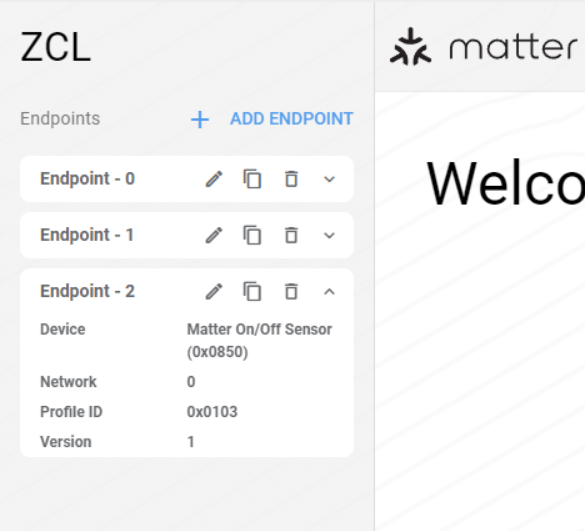 ZCL
matter
Endpoints
ADD ENDPOINT
Welco
Endpoint - 0
Endpoint - 1
Endpoint - 2
Device Matter On/Off Sensor
(0x0850)
Network 0
Profile ID 0x0103
Version 1